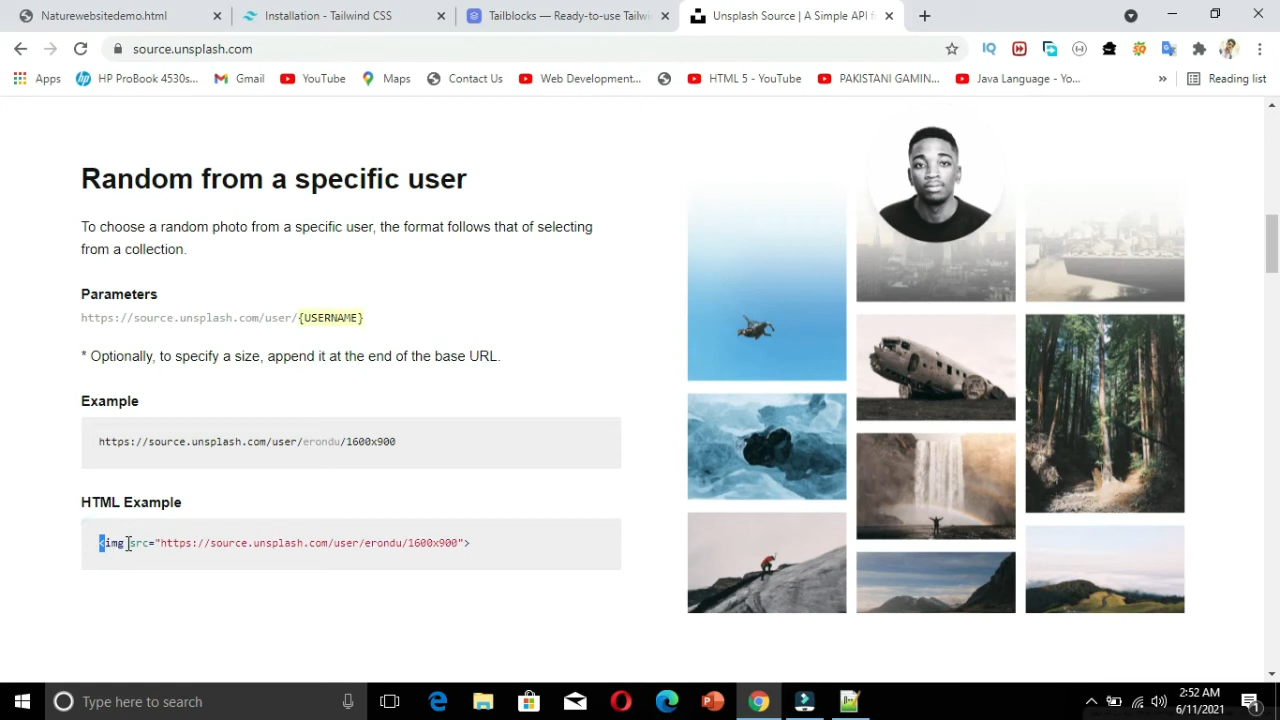 Naturewebsitedemo.html
Installation - Tailwind CSS
Tailblocks — Ready-to-use Tailwi
Unsplash Source | A Simple API f
source.unsplash.com
Apps
HP ProBook 4530s...
Gmail
YouTube
Maps
Contact Us
Web Development...
HTML 5 - YouTube
PAKISTANI GAMIN...
Java Language - Yo...
»
Reading list
Random from a specific user
To choose a random photo from a specific user, the format follows that of selecting
from a collection.
Parameters
https://source.unsplash.com/user/{USERNAME}
* Optionally, to specify a size, append it at the end of the base URL.
Example
https://source.unsplash.com/user/erondu/1600x900
HTML Example
<img src="https://source.unsplash.com/user/erondu/1600x900">
Type here to search
2:52 AM
6/11/2021
1